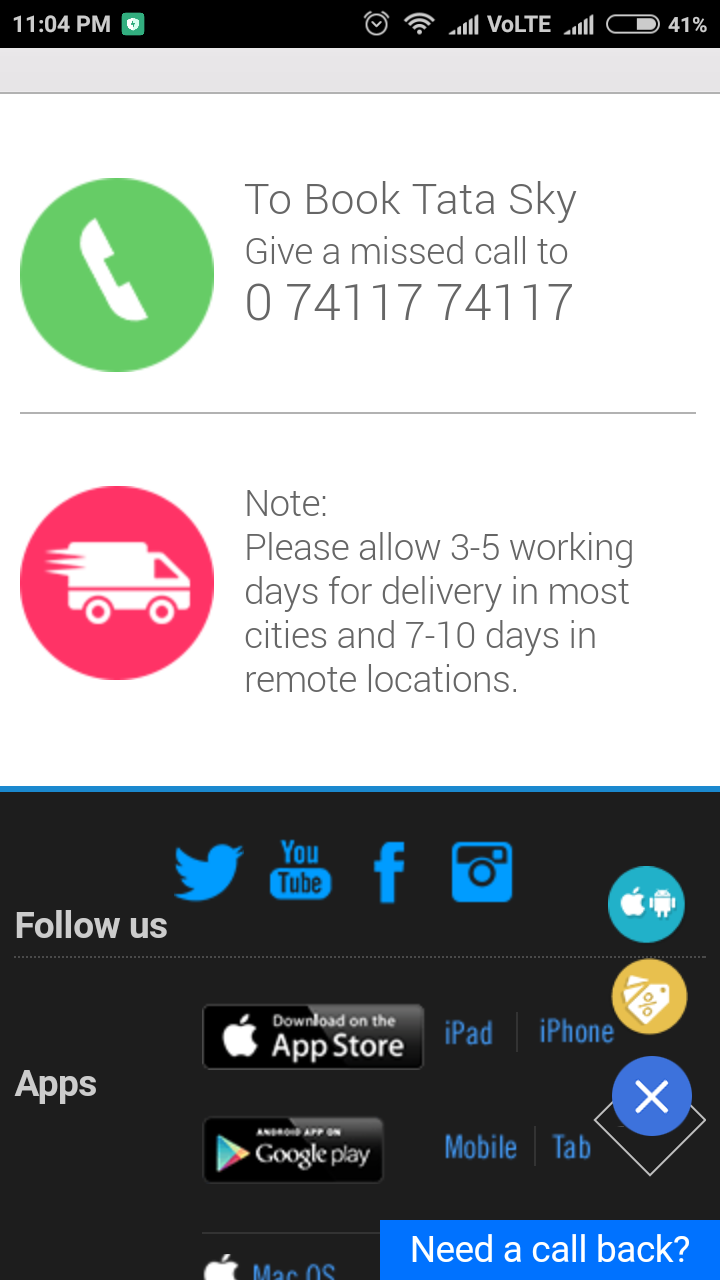 11:04 PM VoLTE 41%
To Book Tata Sky
Give a missed call to
0 74117 74117
Note:
Please allow 3-5 working
days for delivery in most
cities and 7-10 days in
remote locations.
You
Tube
Follow us
Download on the
App Store
iPad
iPhone
Apps
ANDROID APP ON
Google play
Mobile
Tab
Need a call back?
Mac OS